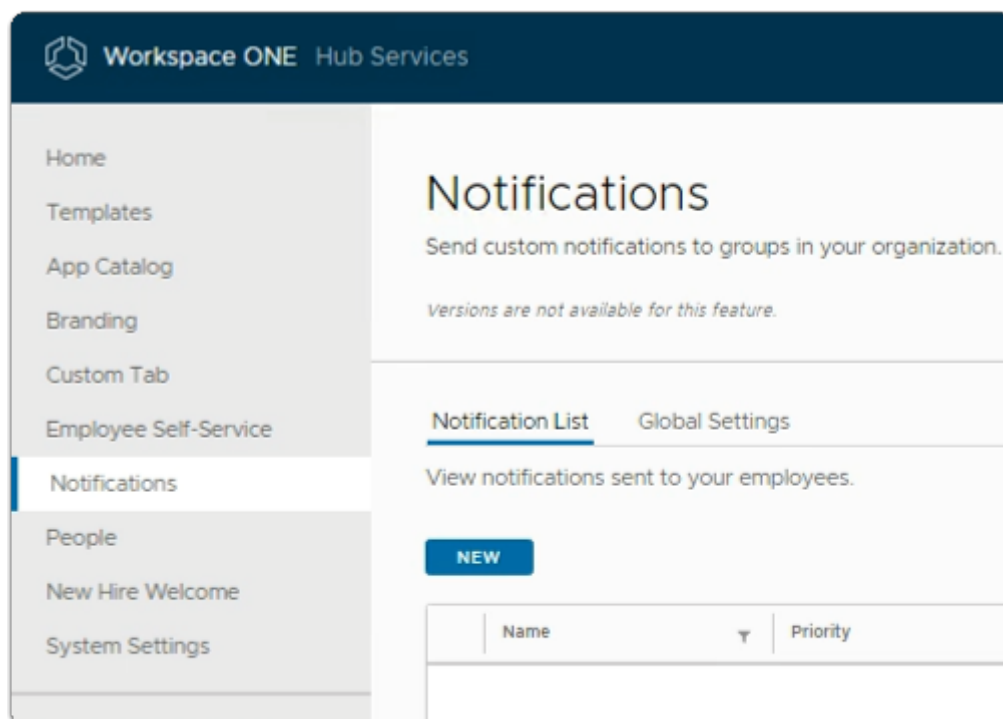 Workspace ONE Hub Services
Home
Templates
App Catalog
Branding
Custom Tab
Employee Self-Service
Notifications
People
New Hire Welcome
System Settings
Notifications
Send custom notifications to groups in your organization.
Versions are not available for this feature.
Notification List Global Settings
View notifications sent to your employees.
NEW
Name Priority